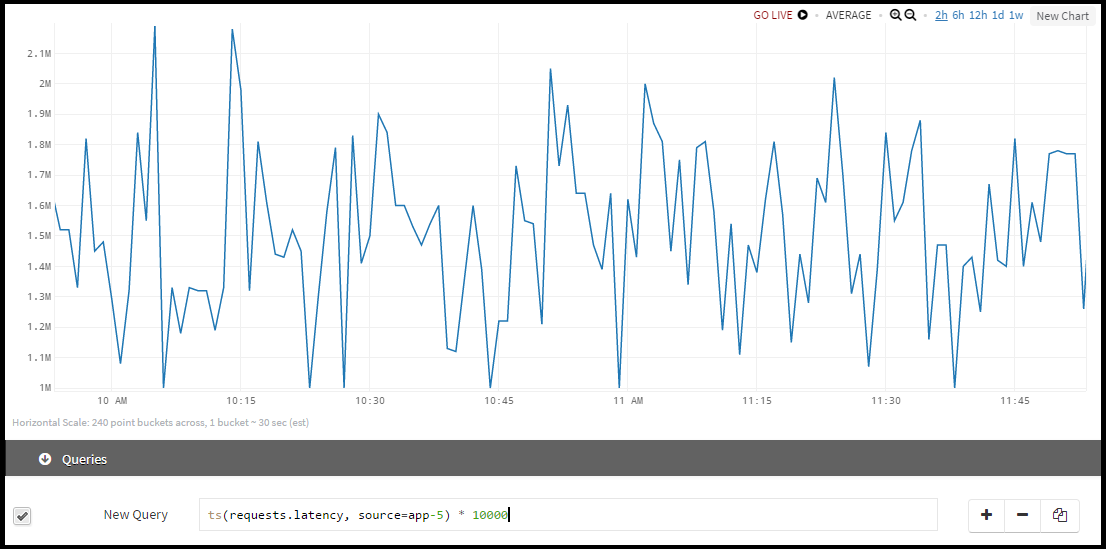 GO LIVE • AVERAGE • • 2h 6h 12h 1d 1w New Chart
2.1M
2M
1.9M
1.8M
1.7M
1.6M
1.5M
1.4M
1.3M
1.2M
1.1M
1M
10 AM 10:15 10:30 10:45 11 AM 11:15 11:30 11:45
Horizontal Scale: 240 point buckets across, 1 bucket ~ 30 sec (est)
Queries
New Query ts(requests.latency, source=app-5) * 10000